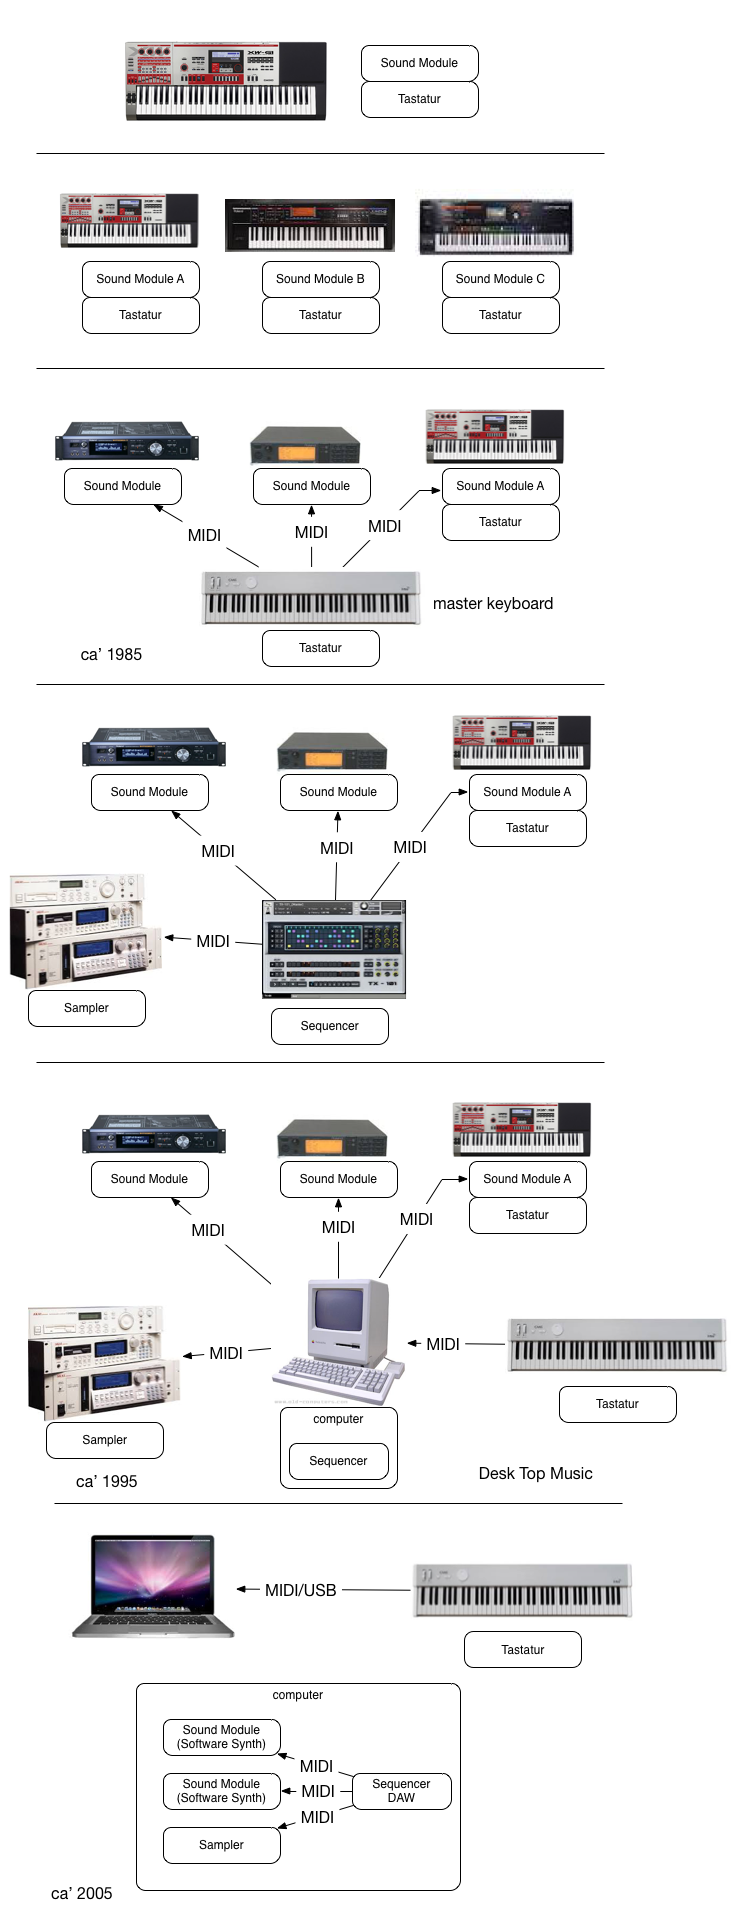 XW-G1
Sound Module
Tastatur
Sound Module A
Tastatur
Sound Module B
Tastatur
Sound Module C
Tastatur
Sound Module
Sound Module
Sound Module A
Tastatur
MIDI
MIDI
MIDI
master keyboard
Tastatur
ca' 1985
Sound Module
Sound Module
Sound Module A
Tastatur
MIDI
MIDI
MIDI
MIDI
TX - 121
Sampler
Sequencer
Sound Module
Sound Module
Sound Module A
Tastatur
MIDI
MIDI
MIDI
MIDI
MIDI
Tastatur
computer
Sampler
Sequencer
ca' 1995
Desk Top Music
MIDI/USB
Tastatur
computer
Sound Module
(Software Synth)
MIDI
Sound Module
(Software Synth)
MIDI
Sequencer
DAW
MIDI
Sampler
ca' 2005